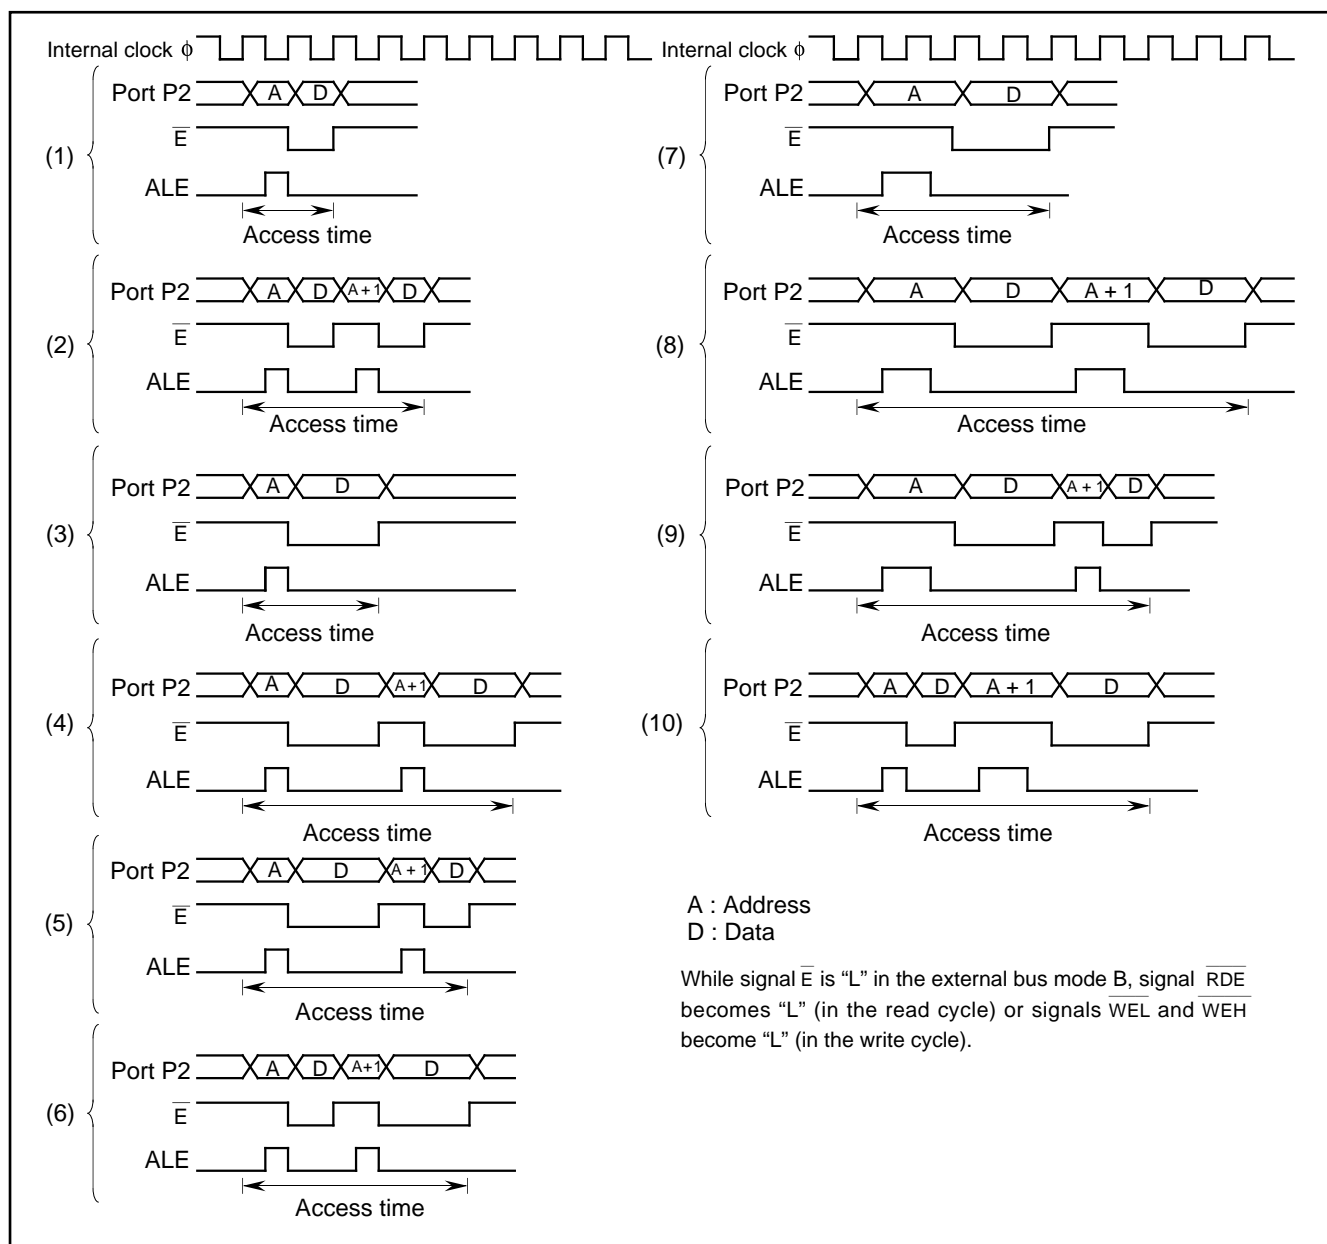 Internal clock ϕ
(1)
Port P2 A D
E̅
ALE
Access time
(2)
Port P2 A D A + 1 D
E̅
ALE
Access time
(3)
Port P2 A D
E̅
ALE
Access time
(4)
Port P2 A D A+1 D
E̅
ALE
Access time
(5)
Port P2 A D A + 1 D
E̅
ALE
Access time
(6)
Port P2 A D A+1 D
E̅
ALE
Access time
Internal clock ϕ
(7)
Port P2 A D
E̅
ALE
Access time
(8)
Port P2 A D A + 1 D
E̅
ALE
Access time
(9)
Port P2 A D A + 1 D
E̅
ALE
Access time
(10)
Port P2 A D A + 1 D
E̅
ALE
Access time
A : Address
D : Data
While signal E̅ is “L” in the external bus mode B, signal R̅D̅E̅
becomes “L” (in the read cycle) or signals W̅E̅L̅ and W̅E̅H̅
become “L” (in the write cycle).